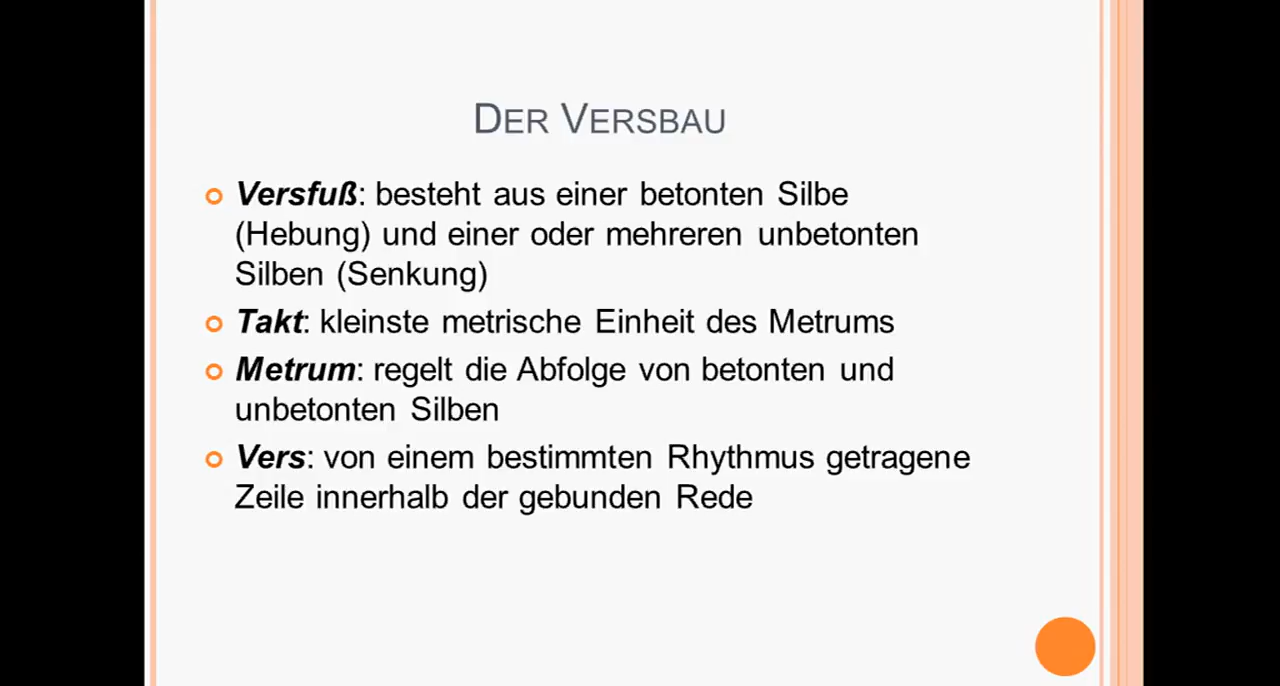 DER VERSBAU
Versfuß: besteht aus einer betonten Silbe
(Hebung) und einer oder mehreren unbetonten
Silben (Senkung)
Takt: kleinste metrische Einheit des Metrums
Metrum: regelt die Abfolge von betonten und
unbetonten Silben
Vers: von einem bestimmten Rhythmus getragene
Zeile innerhalb der gebunden Rede